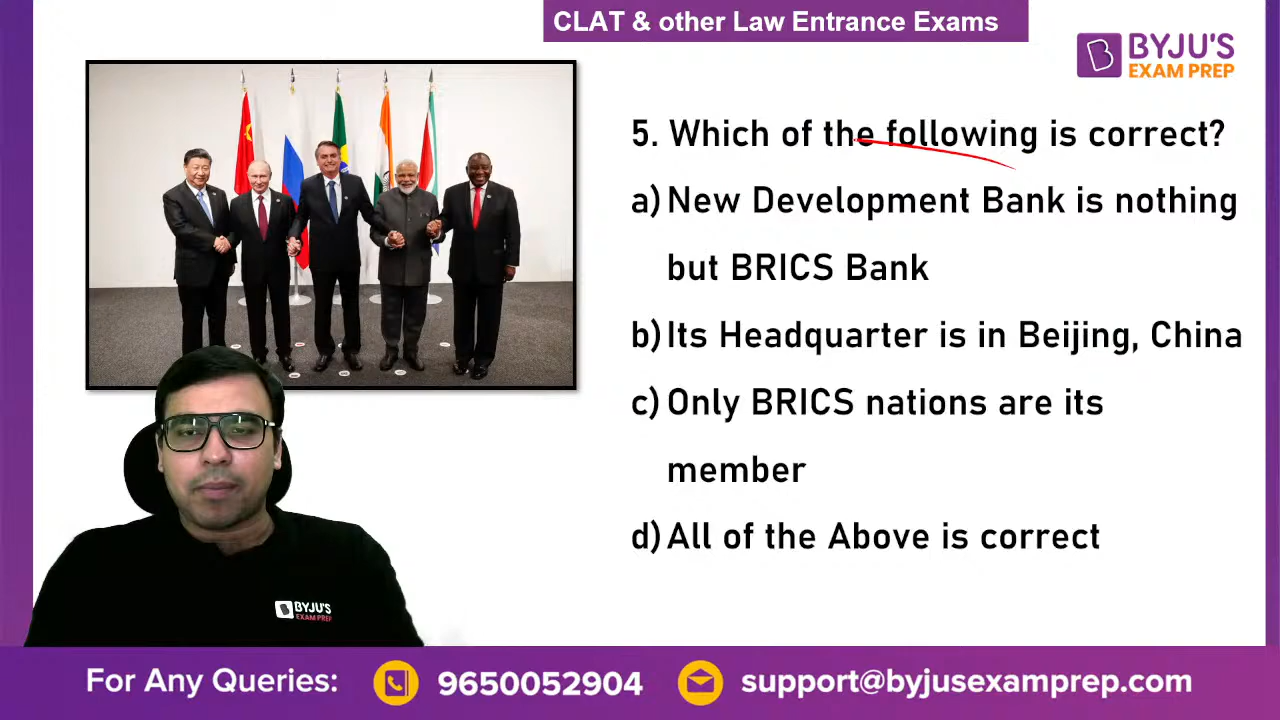 CLAT & other Law Entrance Exams
BYJU'S
EXAM PREP
5. Which of the following is correct?
a) New Development Bank is nothing
but BRICS Bank
b) Its Headquarter is in Beijing, China
c) Only BRICS nations are its
member
d) All of the Above is correct
BYJU'S
EXAM PREP
For Any Queries: 9650052904 support@byjusexamprep.com